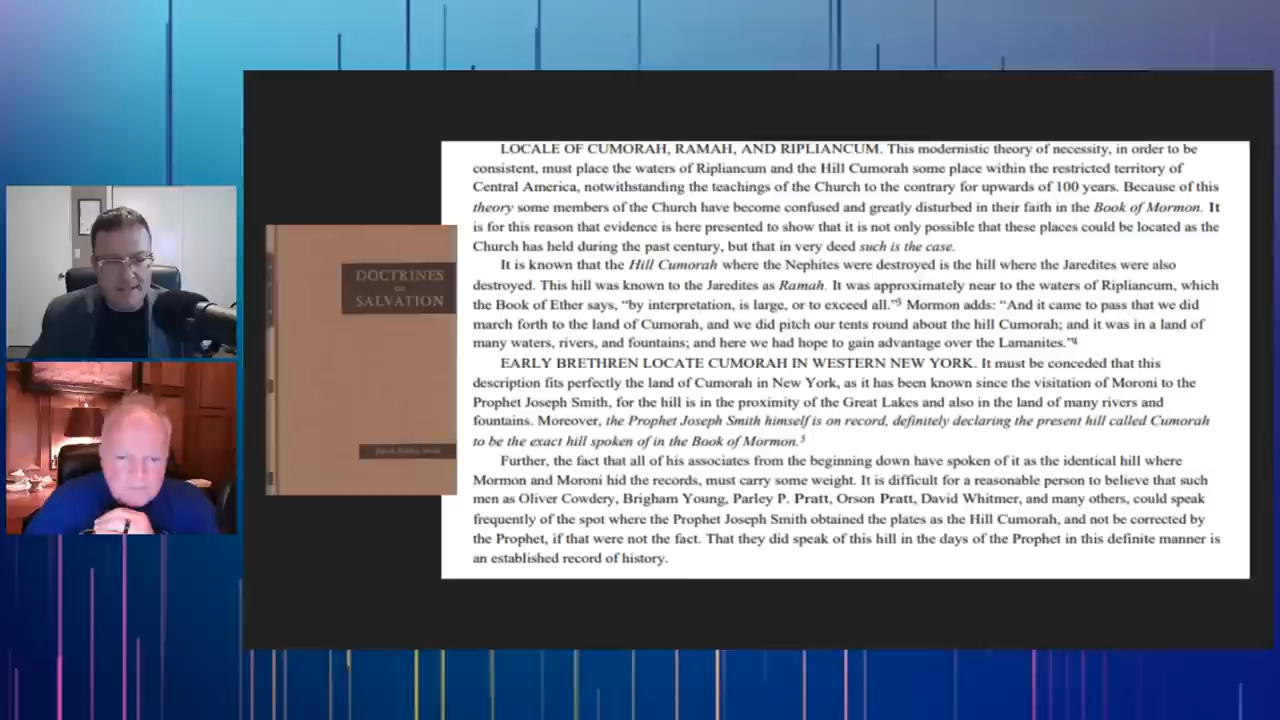 DOCTRINES
OF
SALVATION
LOCALE OF CUMORAH, RAMAH, AND RIPLIANCUM. This modernistic theory of necessity, in order to be
consistent, must place the waters of Ripliancum and the Hill Cumorah some place within the restricted territory of
Central America, notwithstanding the teachings of the Church to the contrary for upwards of 100 years. Because of this
theory some members of the Church have become confused and greatly disturbed in their faith in the Book of Mormon. It
is for this reason that evidence is here presented to show that it is not only possible that these places could be located as the
Church has held during the past century, but that in very deed such is the case.
It is known that the Hill Cumorah where the Nephites were destroyed is the hill where the Jaredites were also
destroyed. This hill was known to the Jaredites as Ramah. It was approximately near to the waters of Ripliancum, which
the Book of Ether says, “by interpretation, is large, or to exceed all.”³ Mormon adds: “And it came to pass that we did
march forth to the land of Cumorah, and we did pitch our tents round about the hill Cumorah; and it was in a land of
many waters, rivers, and fountains; and here we had hope to gain advantage over the Lamanites.”⁴
EARLY BRETHREN LOCATE CUMORAH IN WESTERN NEW YORK. It must be conceded that this
description fits perfectly the land of Cumorah in New York, as it has been known since the visitation of Moroni to the
Prophet Joseph Smith, for the hill is in the proximity of the Great Lakes and also in the land of many rivers and
fountains. Moreover, the Prophet Joseph Smith himself is on record, definitely declaring the present hill called Cumorah
to be the exact hill spoken of in the Book of Mormon.⁵
Further, the fact that all of his associates from the beginning down have spoken of it as the identical hill where
Mormon and Moroni hid the records, must carry some weight. It is difficult for a reasonable person to believe that such
men as Oliver Cowdery, Brigham Young, Parley P. Pratt, Orson Pratt, David Whitmer, and many others, could speak
frequently of the spot where the Prophet Joseph Smith obtained the plates as the Hill Cumorah, and not be corrected by
the Prophet, if that were not the fact. That they did speak of this hill in the days of the Prophet in this definite manner is
an established record of history.